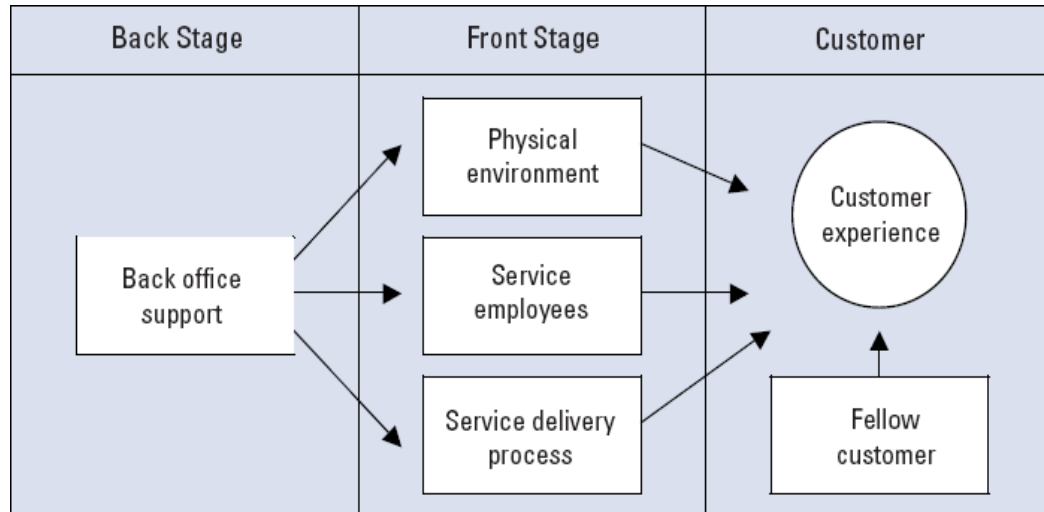 Back Stage
Front Stage
Customer
Back office
support
Physical
environment
Service
employees
Service delivery
process
Customer
experience
Fellow
customer